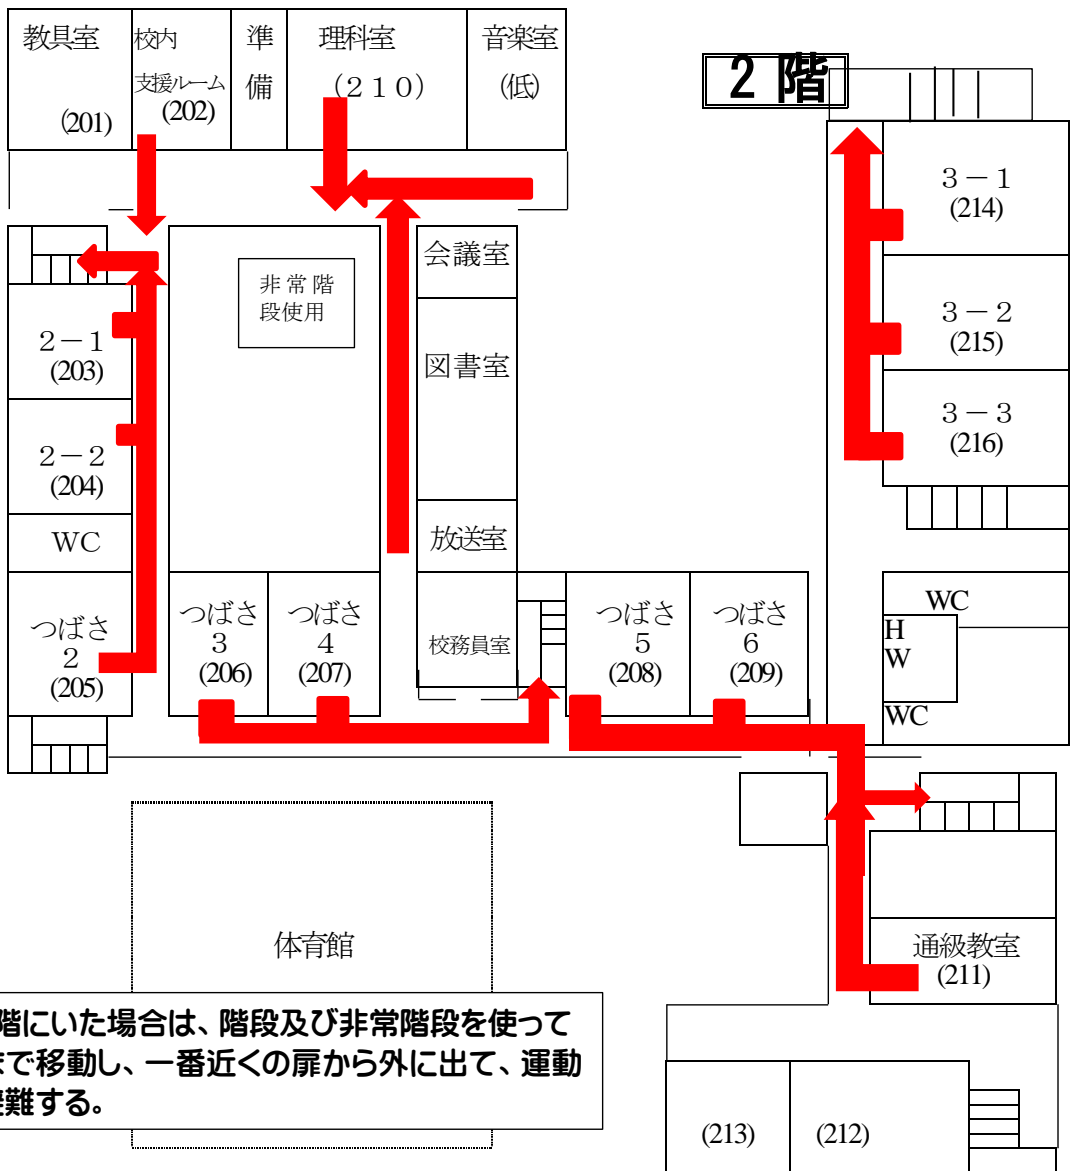 教具室
(201)
校内
支援ルーム
(202)
準
備
理科室
(２１０)
音楽室
(低)
２階
非常階
段使用
会議室
図書室
放送室
校務員室
２－１
(203)
２－２
(204)
WC
つばさ
2
(205)
つばさ
3
(206)
つばさ
4
(207)
つばさ
5
(208)
つばさ
6
(209)
３－１
(214)
３－２
(215)
３－３
(216)
WC
H
W
WC
体育館
通級教室
(211)
(213)
(212)
階にいた場合は、階段及び非常階段を使って
まで移動し、一番近くの扉から外に出て、運動
避難する。